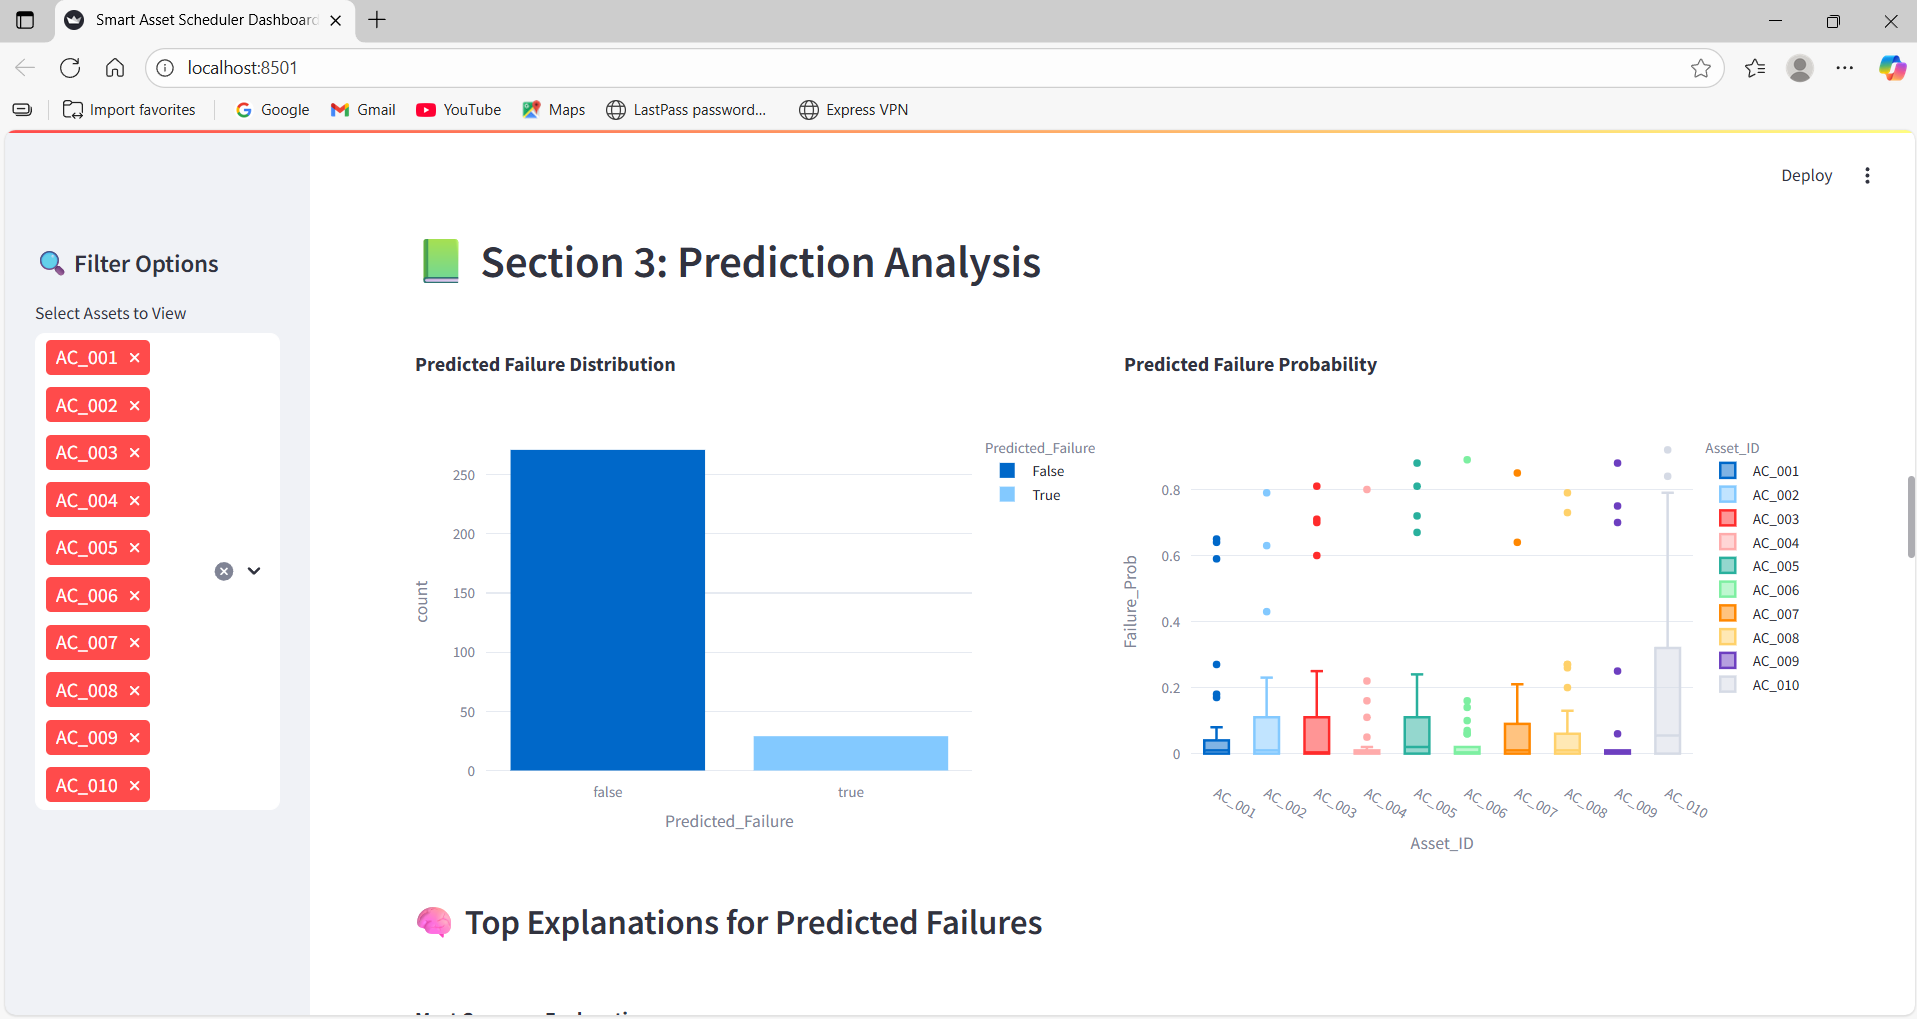 Smart Asset Scheduler Dashboard
localhost:8501
Import favorites
Google
Gmail
YouTube
Maps
LastPass password...
Express VPN
Deploy
Filter Options
Select Assets to View
AC_001
AC_002
AC_003
AC_004
AC_005
AC_006
AC_007
AC_008
AC_009
AC_010
Section 3: Prediction Analysis
Predicted Failure Distribution
250
200
150
100
50
0
count
false
true
Predicted_Failure
Predicted_Failure
False
True
Predicted Failure Probability
0.8
0.6
0.4
0.2
0
Failure_Prob
AC_001
AC_002
AC_003
AC_004
AC_005
AC_006
AC_007
AC_008
AC_009
AC_010
Asset_ID
Asset_ID
AC_001
AC_002
AC_003
AC_004
AC_005
AC_006
AC_007
AC_008
AC_009
AC_010
Top Explanations for Predicted Failures